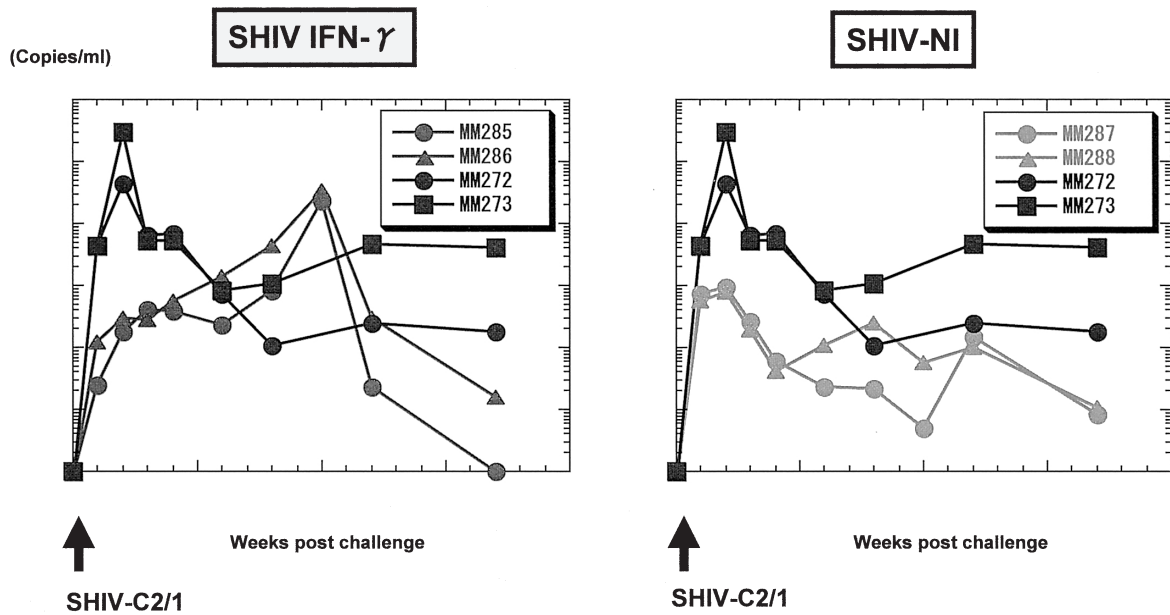 SHIV IFN-γ
(Copies/ml)
MM285
MM286
MM272
MM273
Weeks post challenge
SHIV-C2/1
SHIV-NI
MM287
MM288
MM272
MM273
Weeks post challenge
SHIV-C2/1